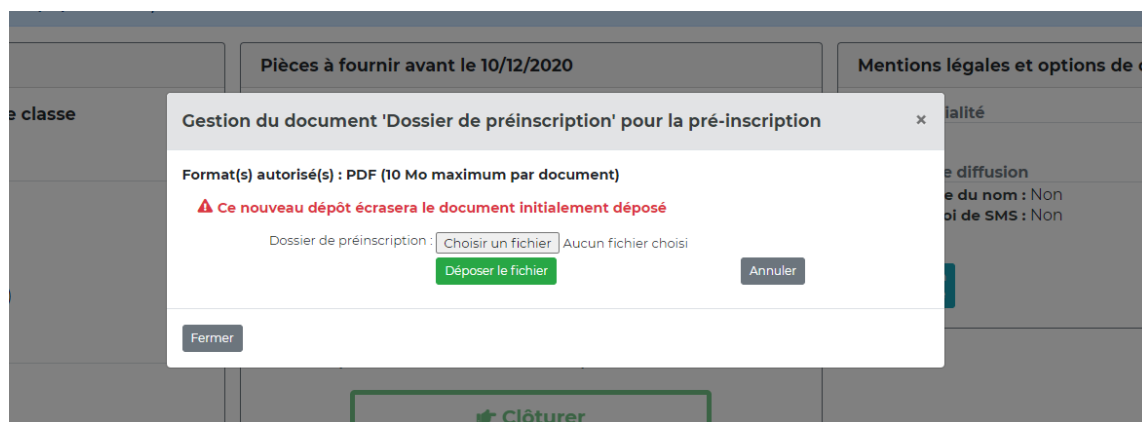 Pièces à fournir avant le 10/12/2020
Mentions légales et options de
e classe
Gestion du document 'Dossier de préinscription' pour la pré-inscription
×
ialité
Format(s) autorisé(s) : PDF (10 Mo maximum par document)
e diffusion
Ce nouveau dépôt écrasera le document initialement déposé
e du nom : Non
oi de SMS : Non
Dossier de préinscription : Choisir un fichier Aucun fichier choisi
Déposer le fichier
Annuler
Fermer
Clôturer